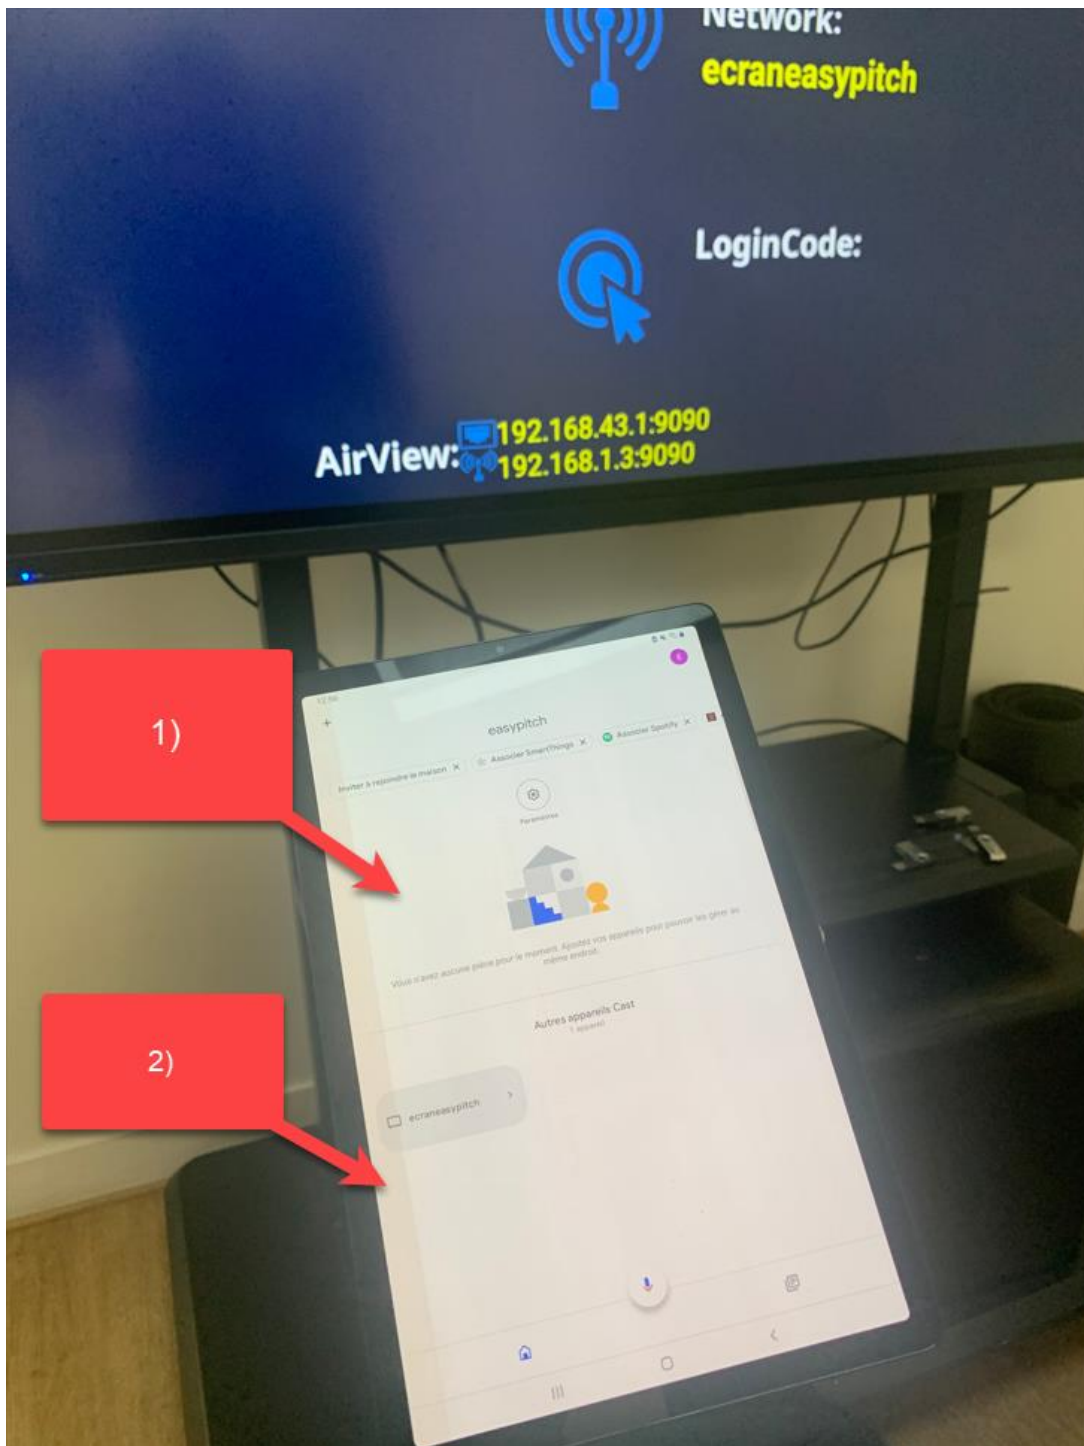 Network:
ecraneasypitch
LoginCode:
AirView:
192.168.43.1:9090
192.168.1.3:9090
1)
12:56
+
E
easypitch
Inviter à rejoindre la maison ×
Associer SmartThings ×
Associer Spotify ×
Paramètres
Vous n'avez aucune pièce pour le moment. Ajoutez vos appareils pour pouvoir les gérer au
même endroit.
2)
Autres appareils Cast
1 appareil
ecraneasypitch